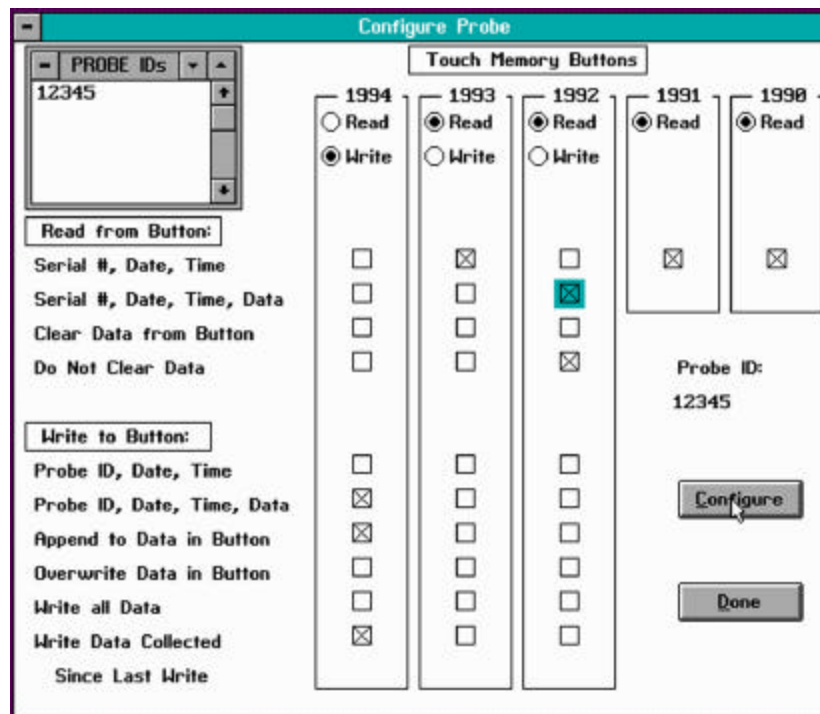 Configure Probe
PROBE IDs
12345
Touch Memory Buttons
1994 1993 1992 1991 1990
Read Read Read Read Read
Write Write Write
Read from Button:
Serial #, Date, Time
Serial #, Date, Time, Data
Clear Data from Button
Do Not Clear Data
Probe ID:
12345
Write to Button:
Probe ID, Date, Time
Probe ID, Date, Time, Data
Append to Data in Button
Overwrite Data in Button
Write all Data
Write Data Collected
Since Last Write
Configure
Done